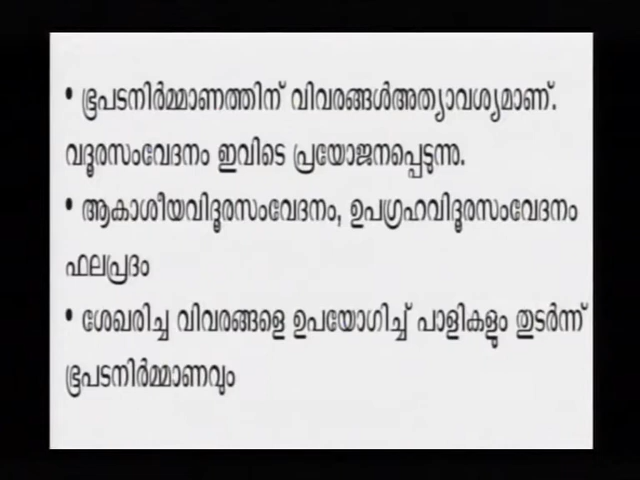 • ഭൂപടനിർമ്മാണത്തിന് വിവരങ്ങൾഅത്യാവശ്യമാണ്.
വദൂരസംവേദനം ഇവിടെ പ്രയോജനപ്പെടുന്നു.
• ആകാശീയവിദൂരസംവേദനം, ഉപഗ്രഹവിദൂരസംവേദനം
ഫലപ്രദം
• ശേഖരിച്ച വിവരങ്ങളെ ഉപയോഗിച്ച് പാളികളും തുടർന്ന്
ഭൂപടനിർമ്മാണവും